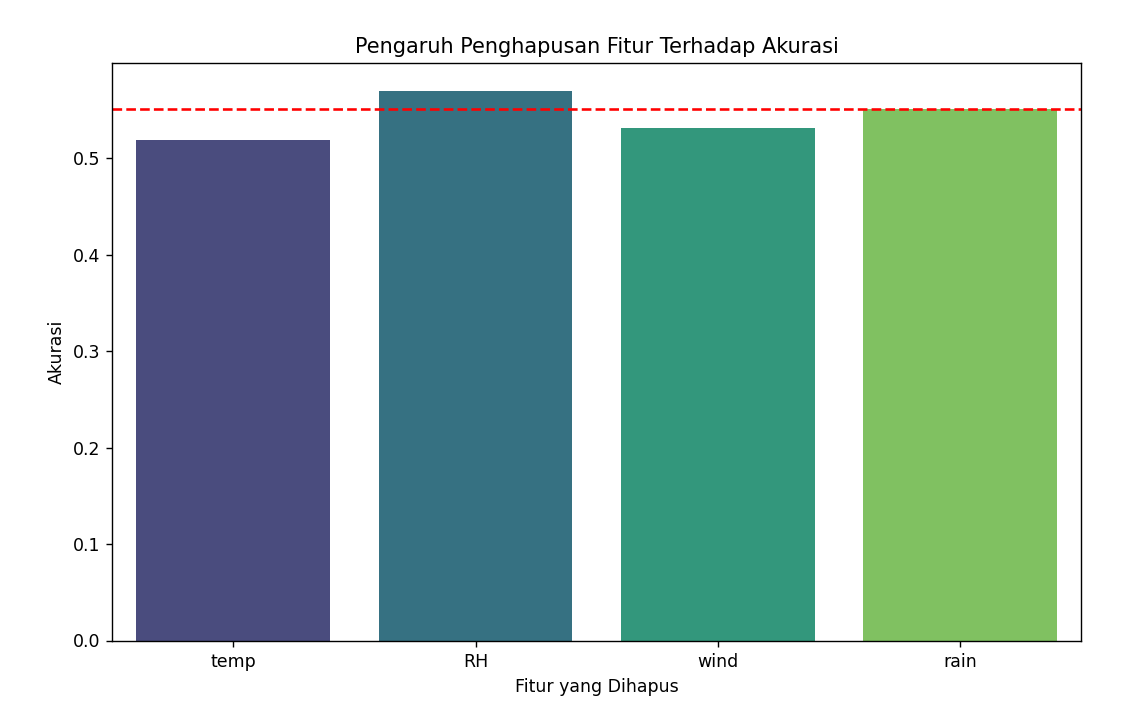 Pengaruh Penghapusan Fitur Terhadap Akurasi
Akurasi
0.5
0.4
0.3
0.2
0.1
0.0
temp RH wind rain
Fitur yang Dihapus